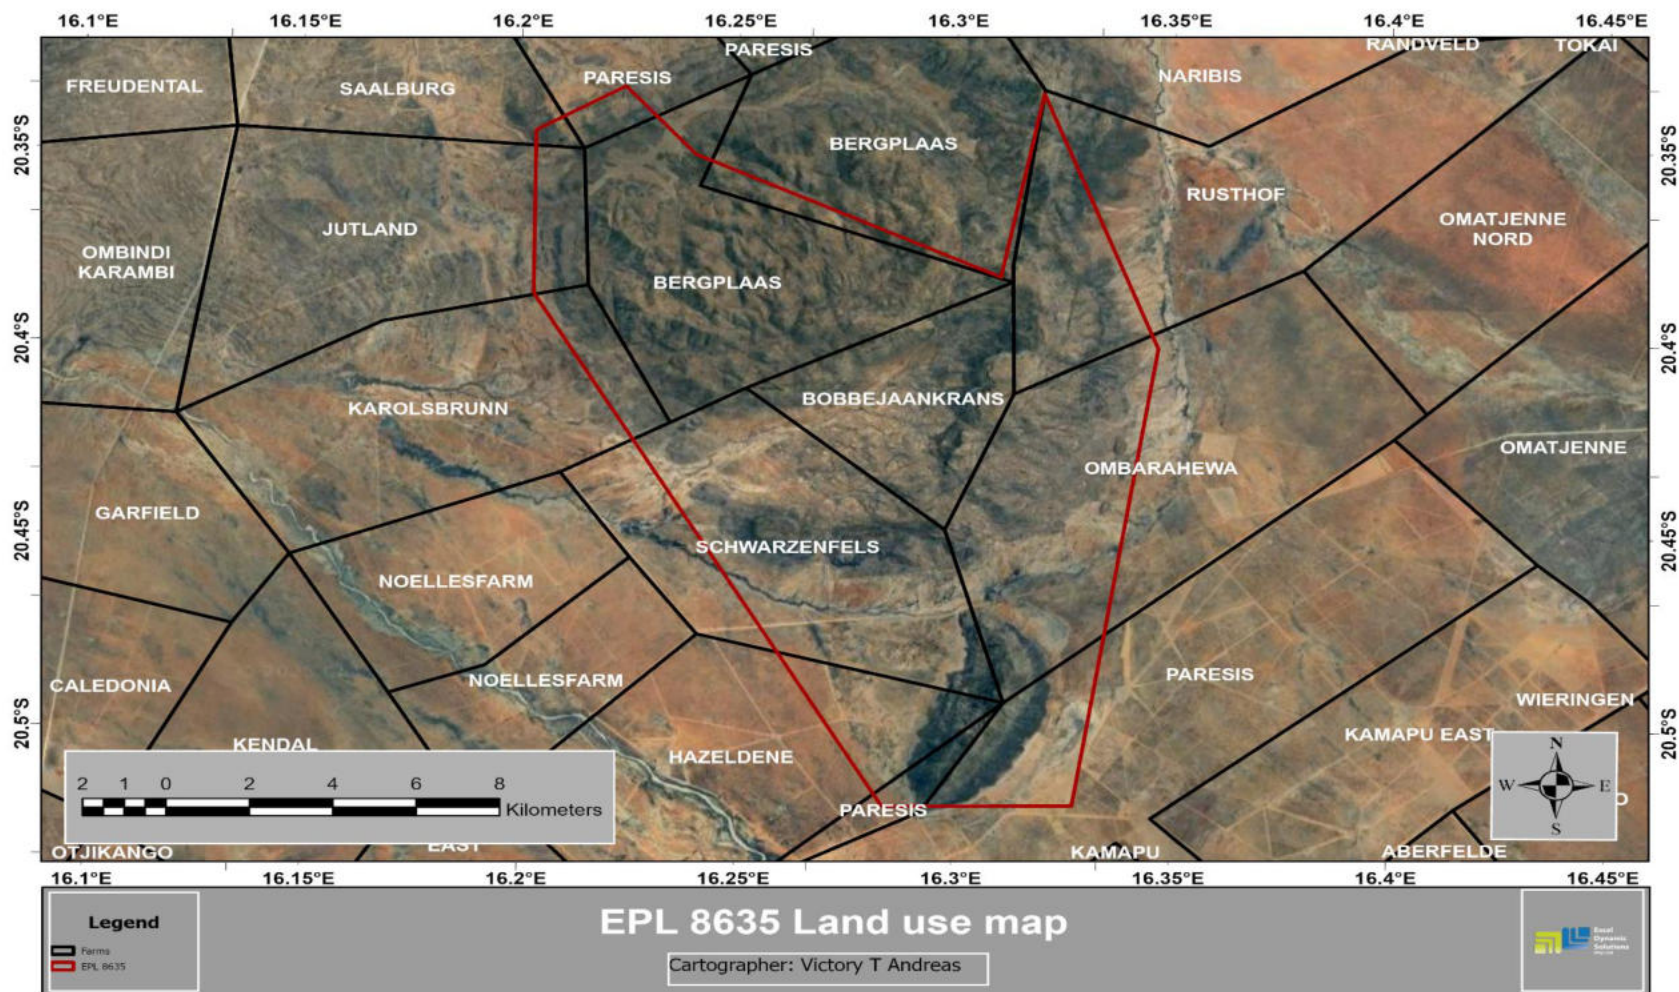 16.1°E 16.15°E 16.2°E 16.25°E 16.3°E 16.35°E 16.4°E 16.45°E
PARESIS
RANDVELD
TOKAI
FREUDENTAL
SAALBURG
PARESIS
NARIBIS
20.35°S
BERGPLAAS
20.35°S
RUSTHOF
JUTLAND
OMATJENNE
NORD
OMBINDI
KARAMBI
BERGPLAAS
20.4°S
20.4°S
KAROLSBRUNN
BOBBEJAANKRANS
OMATJENNE
OMBARAHEWA
GARFIELD
20.45°S
SCHWARZENFELS
20.45°S
NOELLESFARM
CALEDONIA
NOELLESFARM
PARESIS
WIERINGEN
20.5°S
KENDAL
HAZELDENE
KAMAPU EAST
20.5°S
2 1 0 2 4 6 8
Kilometers
N
W E
S
O
PARESIS
OTJIKANGO
EAST
KAMAPU
ABERFELDE
16.1°E 16.15°E 16.2°E 16.25°E 16.3°E 16.35°E 16.4°E 16.45°E
Legend
Farms
EPL 8635
EPL 8635 Land use map
Cartographer: Victory T Andreas
Dynamic
Solutions